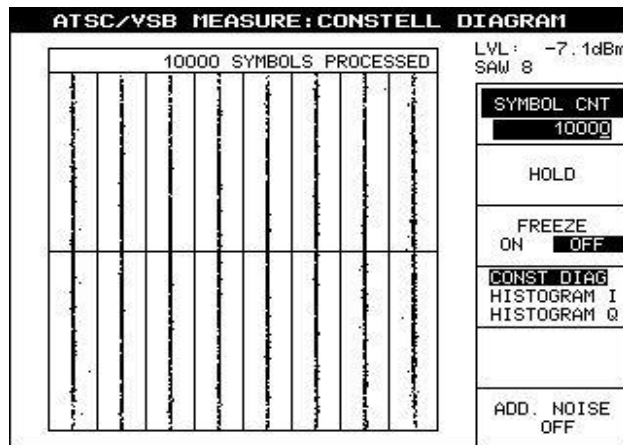 ATSC/VSB MEASURE:CONSTELL DIAGRAM
LVL: -7.1dBm
SAW 8
10000 SYMBOLS PROCESSED
SYMBOL CNT
10000
HOLD
FREEZE
ON OFF
CONST DIAG
HISTOGRAM I
HISTOGRAM Q
ADD. NOISE
OFF